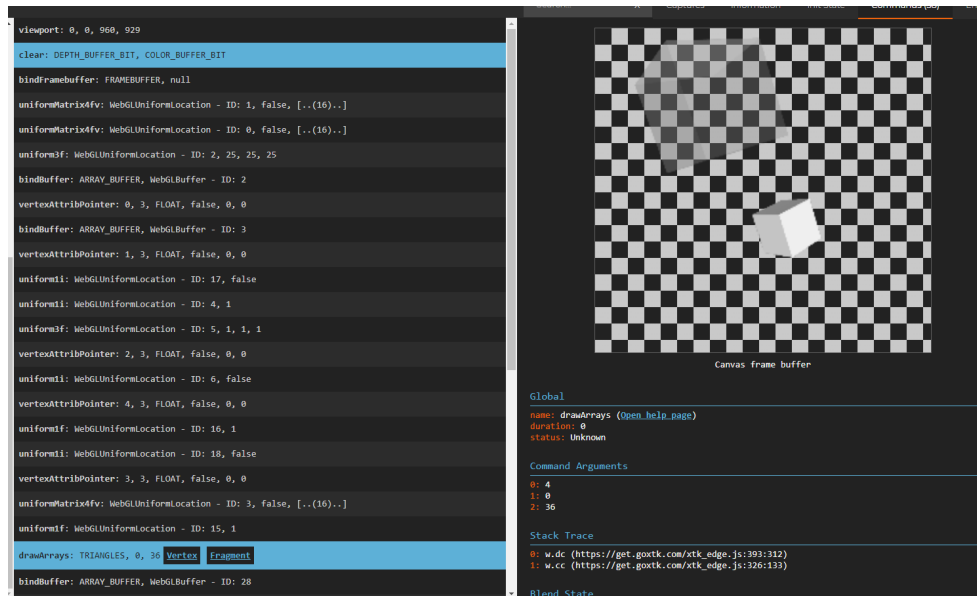 viewport: 0, 0, 960, 929
clear: DEPTH_BUFFER_BIT, COLOR_BUFFER_BIT
bindFramebuffer: FRAMEBUFFER, null
uniformMatrix4fv: WebGLUniformLocation - ID: 1, false, [..(16)..]
uniformMatrix4fv: WebGLUniformLocation - ID: 0, false, [..(16)..]
uniform3f: WebGLUniformLocation - ID: 2, 25, 25, 25
bindBuffer: ARRAY_BUFFER, WebGLBuffer - ID: 2
vertexAttribPointer: 0, 3, FLOAT, false, 0, 0
bindBuffer: ARRAY_BUFFER, WebGLBuffer - ID: 3
vertexAttribPointer: 1, 3, FLOAT, false, 0, 0
uniform1i: WebGLUniformLocation - ID: 17, false
uniform1i: WebGLUniformLocation - ID: 4, 1
uniform3f: WebGLUniformLocation - ID: 5, 1, 1, 1
vertexAttribPointer: 2, 3, FLOAT, false, 0, 0
uniform1i: WebGLUniformLocation - ID: 6, false
vertexAttribPointer: 4, 3, FLOAT, false, 0, 0
uniform1f: WebGLUniformLocation - ID: 16, 1
uniform1i: WebGLUniformLocation - ID: 18, false
vertexAttribPointer: 3, 3, FLOAT, false, 0, 0
uniformMatrix4fv: WebGLUniformLocation - ID: 3, false, [..(16)..]
uniform1f: WebGLUniformLocation - ID: 15, 1
drawArrays: TRIANGLES, 0, 36 Vertex Fragment
bindBuffer: ARRAY_BUFFER, WebGLBuffer - ID: 28
Canvas frame buffer
Global
name: drawArrays (Open help page)
duration: 0
status: Unknown
Command Arguments
0: 4
1: 0
2: 36
Stack Trace
0: w.dc (https://get.goxtk.com/xtk_edge.js:393:312)
1: w.cc (https://get.goxtk.com/xtk_edge.js:326:133)
Blend State